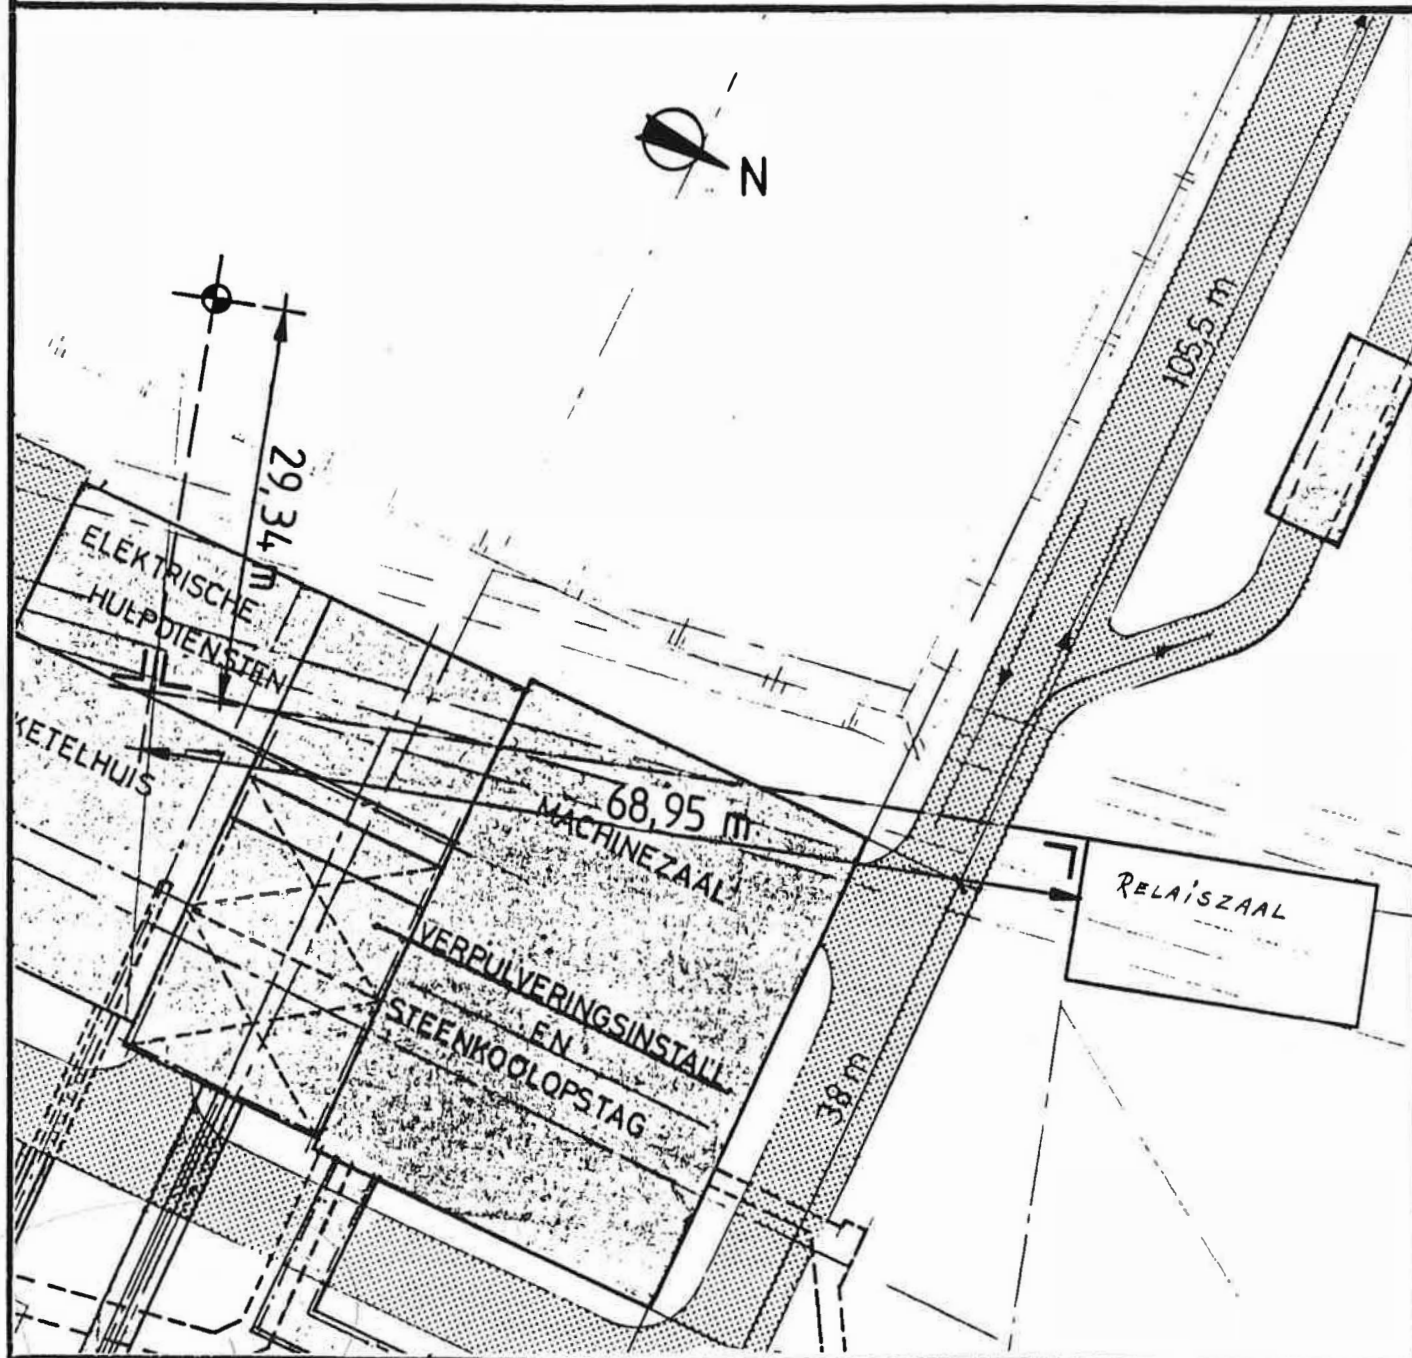 N
105,5 m
29,34 m
ELEKTRISCHE
HULPDIENSTEN
KETELHUIS
68,95 m
MACHINEZAAL
RELAISZAAL
VERPULVERINGSINSTALL.
EN
STEENKOOLOPSTAG
38 m